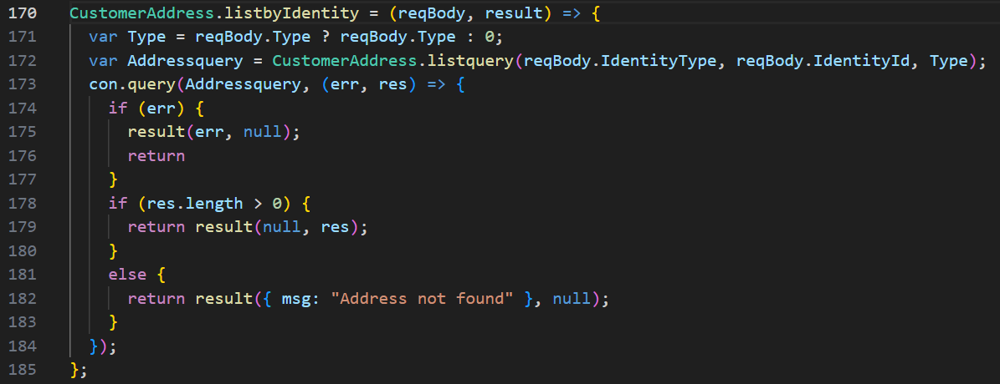 170 CustomerAddress.listbyIdentity = (reqBody, result) => {
171   var Type = reqBody.Type ? reqBody.Type : 0;
172   var Addressquery = CustomerAddress.listquery(reqBody.IdentityType, reqBody.IdentityId, Type);
173   con.query(Addressquery, (err, res) => {
174     if (err) {
175       result(err, null);
176       return
177     }
178     if (res.length > 0) {
179       return result(null, res);
180     }
181     else {
182       return result({ msg: "Address not found" }, null);
183     }
184   });
185 };